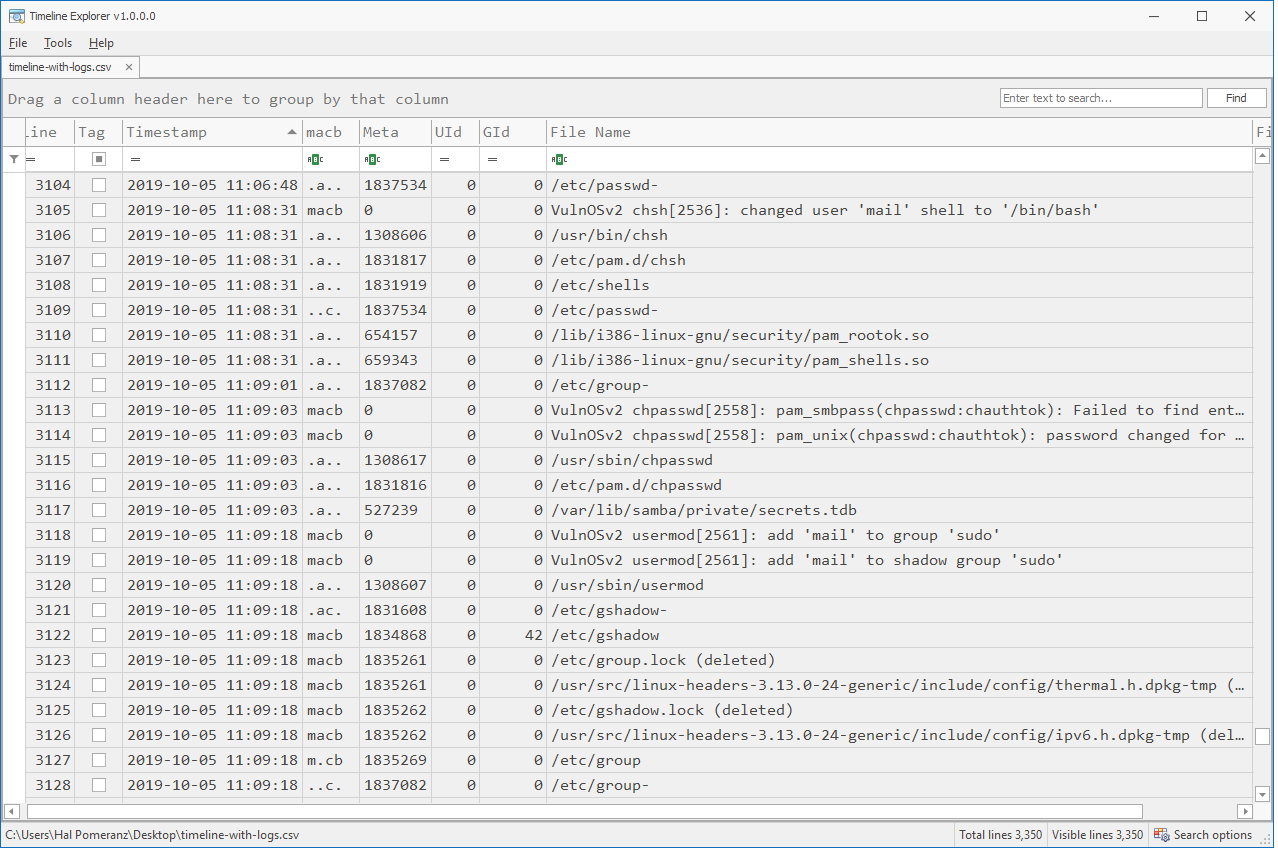 Timeline Explorer v1.0.0.0
File Tools Help
timeline-with-logs.csv
Drag a column header here to group by that column
Enter text to search... Find
Line Tag Timestamp macb Meta UId GId File Name Fi
= = ABC ABC = = ABC
3104 2019-10-05 11:06:48 .a.. 1837534 0 0 /etc/passwd-
3105 2019-10-05 11:08:31 macb 0 0 0 VulnOSv2 chsh[2536]: changed user 'mail' shell to '/bin/bash'
3106 2019-10-05 11:08:31 .a.. 1308606 0 0 /usr/bin/chsh
3107 2019-10-05 11:08:31 .a.. 1831817 0 0 /etc/pam.d/chsh
3108 2019-10-05 11:08:31 .a.. 1831919 0 0 /etc/shells
3109 2019-10-05 11:08:31 ..c. 1837534 0 0 /etc/passwd-
3110 2019-10-05 11:08:31 .a.. 654157 0 0 /lib/i386-linux-gnu/security/pam_rootok.so
3111 2019-10-05 11:08:31 .a.. 659343 0 0 /lib/i386-linux-gnu/security/pam_shells.so
3112 2019-10-05 11:09:01 .a.. 1837082 0 0 /etc/group-
3113 2019-10-05 11:09:03 macb 0 0 0 VulnOSv2 chpasswd[2558]: pam_smbpass(chpasswd:chauthtok): Failed to find ent...
3114 2019-10-05 11:09:03 macb 0 0 0 VulnOSv2 chpasswd[2558]: pam_unix(chpasswd:chauthtok): password changed for ...
3115 2019-10-05 11:09:03 .a.. 1308617 0 0 /usr/sbin/chpasswd
3116 2019-10-05 11:09:03 .a.. 1831816 0 0 /etc/pam.d/chpasswd
3117 2019-10-05 11:09:03 .a.. 527239 0 0 /var/lib/samba/private/secrets.tdb
3118 2019-10-05 11:09:18 macb 0 0 0 VulnOSv2 usermod[2561]: add 'mail' to group 'sudo'
3119 2019-10-05 11:09:18 macb 0 0 0 VulnOSv2 usermod[2561]: add 'mail' to shadow group 'sudo'
3120 2019-10-05 11:09:18 .a.. 1308607 0 0 /usr/sbin/usermod
3121 2019-10-05 11:09:18 .ac. 1831608 0 0 /etc/gshadow-
3122 2019-10-05 11:09:18 macb 1834868 0 42 /etc/gshadow
3123 2019-10-05 11:09:18 macb 1835261 0 0 /etc/group.lock (deleted)
3124 2019-10-05 11:09:18 macb 1835261 0 0 /usr/src/linux-headers-3.13.0-24-generic/include/config/thermal.h.dpkg-tmp (...
3125 2019-10-05 11:09:18 macb 1835262 0 0 /etc/gshadow.lock (deleted)
3126 2019-10-05 11:09:18 macb 1835262 0 0 /usr/src/linux-headers-3.13.0-24-generic/include/config/ipv6.h.dpkg-tmp (del...
3127 2019-10-05 11:09:18 m.cb 1835269 0 0 /etc/group
3128 2019-10-05 11:09:18 ..c. 1837082 0 0 /etc/group-
C:\Users\Hal Pomeranz\Desktop\timeline-with-logs.csv Total lines 3,350 Visible lines 3,350 Search options